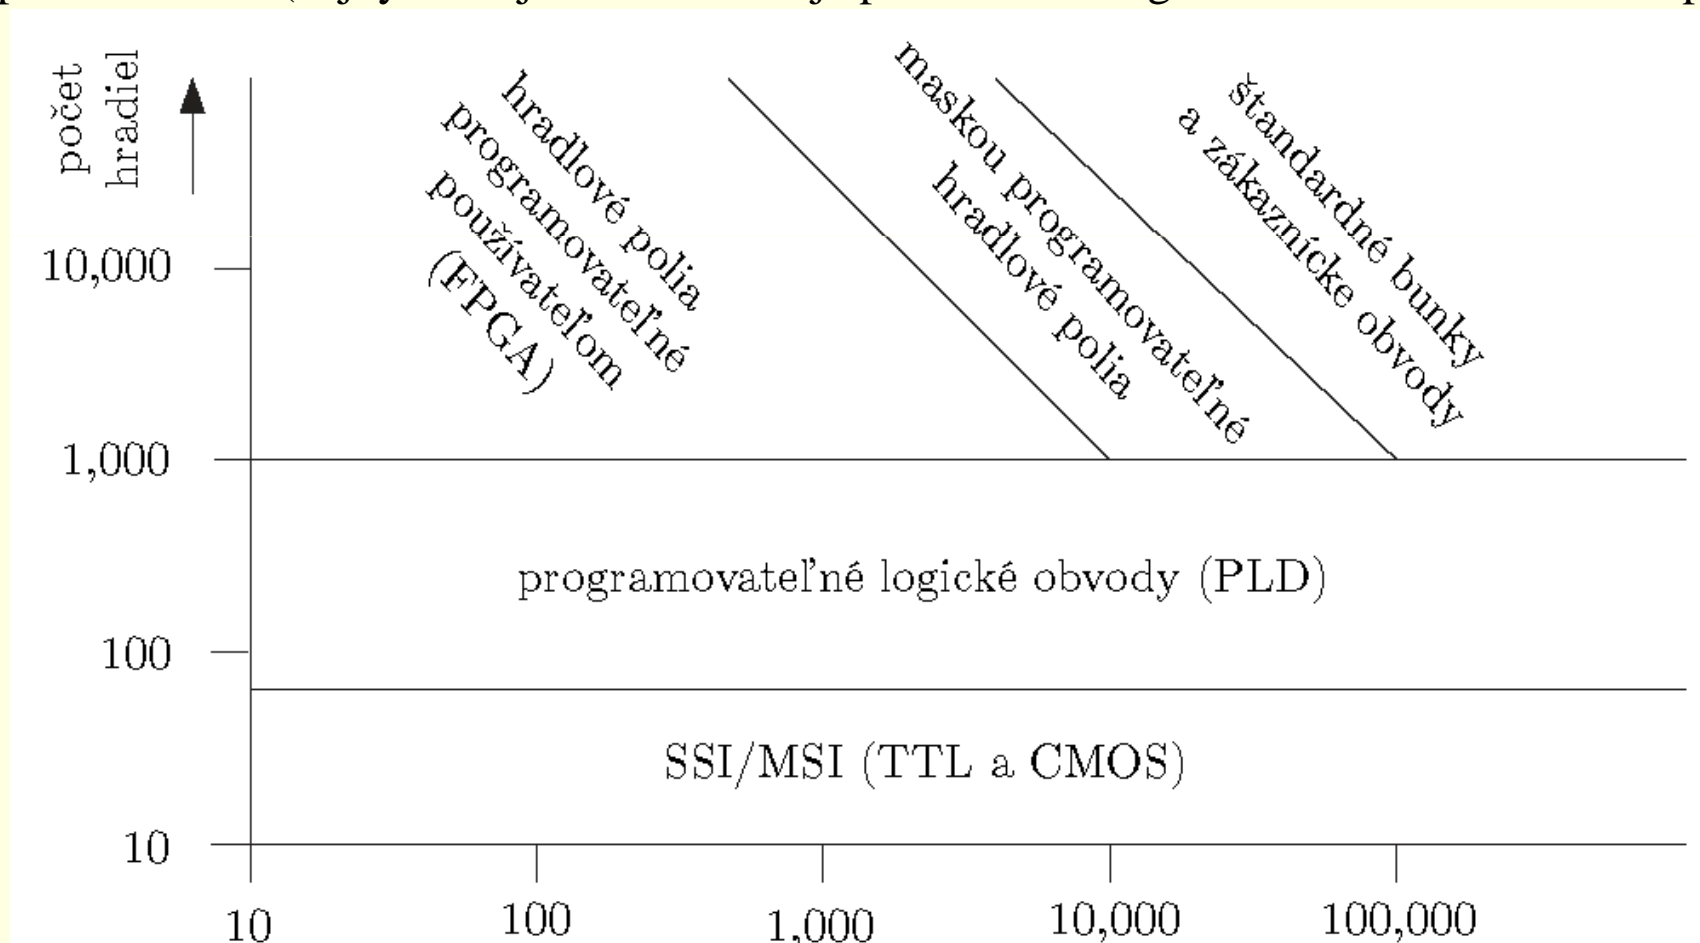 počet
hradiel
hradlové polia
programovateľné
používateľom
(FPGA)
maskou programovateľné
hradlové polia
štandardné bunky
a zákaznícke obvody
10,000
1,000
programovateľné logické obvody (PLD)
100
SSI/MSI (TTL a CMOS)
10
10 100 1,000 10,000 100,000